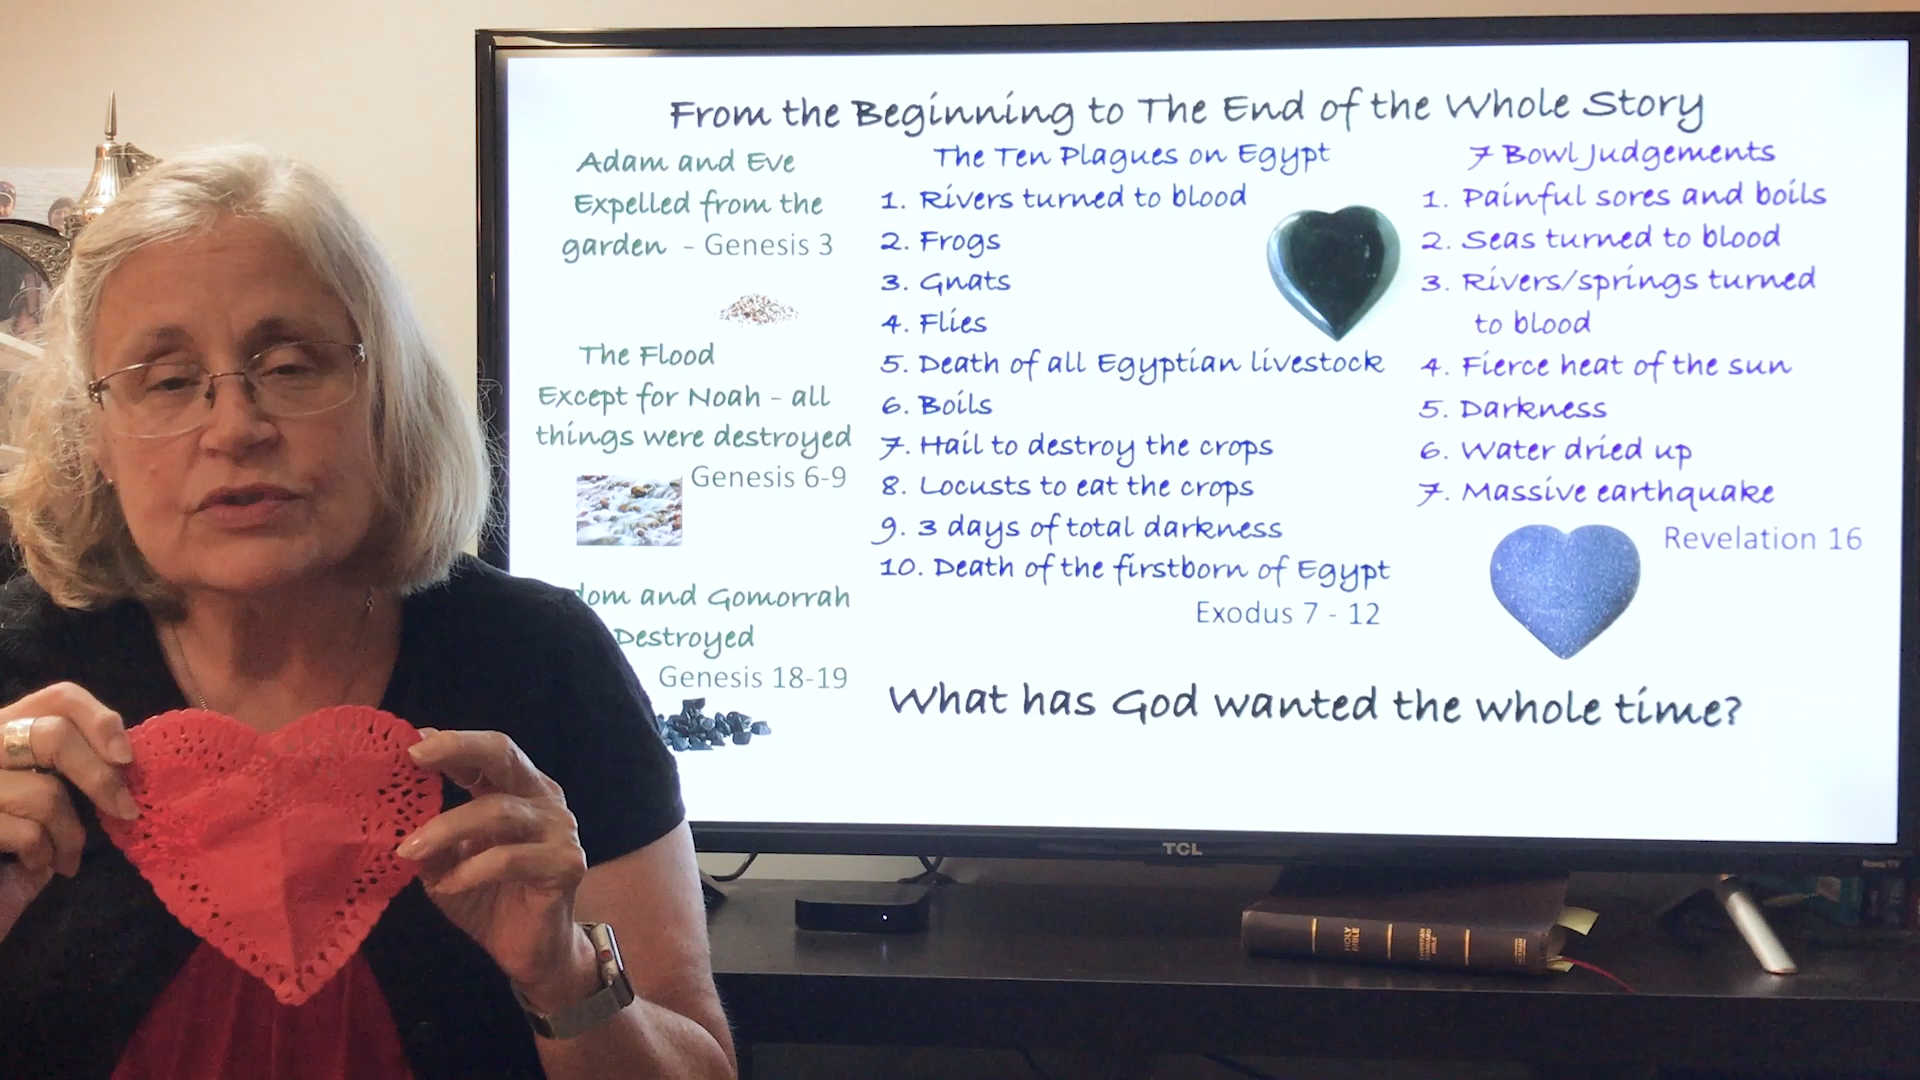 From the Beginning to The End of the Whole Story
Adam and Eve
Expelled from the
garden - Genesis 3
The Flood
Except for Noah - all
things were destroyed
Genesis 6-9
dom and Gomorrah
Destroyed
Genesis 18-19
The Ten Plagues on Egypt
1. Rivers turned to blood
2. Frogs
3. Gnats
4. Flies
5. Death of all Egyptian livestock
6. Boils
7. Hail to destroy the crops
8. Locusts to eat the crops
9. 3 days of total darkness
10. Death of the firstborn of Egypt
Exodus 7 - 12
7 Bowl Judgements
1. Painful sores and boils
2. Seas turned to blood
3. Rivers/springs turned
to blood
4. Fierce heat of the sun
5. Darkness
6. Water dried up
7. Massive earthquake
Revelation 16
What has God wanted the whole time?
TCL
HOLY
BIBLE